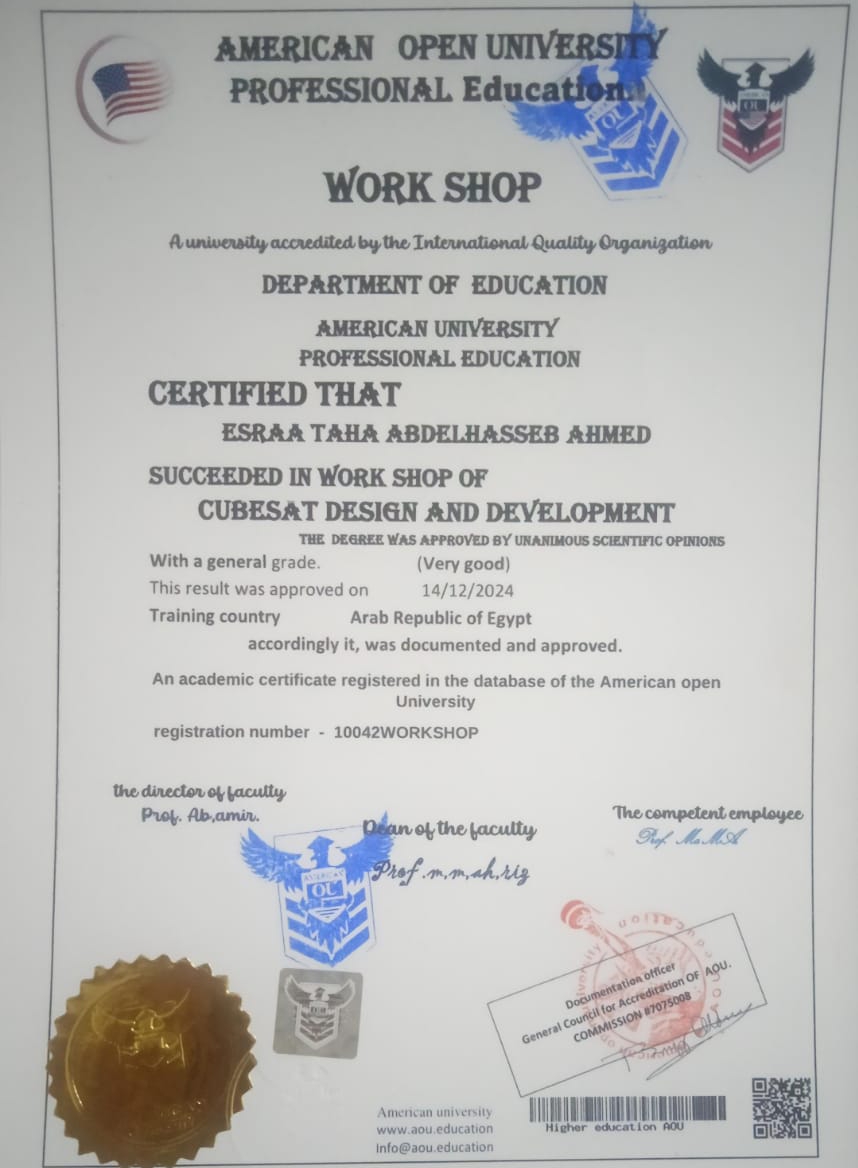 AMERICAN OPEN UNIVERSITY
PROFESSIONAL Education.
AMERICAN
OU
WORK SHOP
A university accredited by the International Quality Organization
DEPARTMENT OF EDUCATION
AMERICAN UNIVERSITY
PROFESSIONAL EDUCATION
CERTIFIED THAT
ESRAA TAHA ABDELHASSEB AHMED
SUCCEEDED IN WORK SHOP OF
CUBESAT DESIGN AND DEVELOPMENT
THE DEGREE WAS APPROVED BY UNANIMOUS SCIENTIFIC OPINIONS
With a general grade. (Very good)
This result was approved on 14/12/2024
Training country Arab Republic of Egypt
accordingly it, was documented and approved.
An academic certificate registered in the database of the American open
University
registration number - 10042WORKSHOP
the director of faculty
Prof. Ab,amir.
Dean of the faculty
Prof.m,m,ah,rig
The competent employee
Prof MaMA
AMERICAN
OU
Documentation officer
General Council for Accreditation OF AOU.
COMMISSION #7075008
American university
www.aou.education
Info@aou.education
Higher education AOU